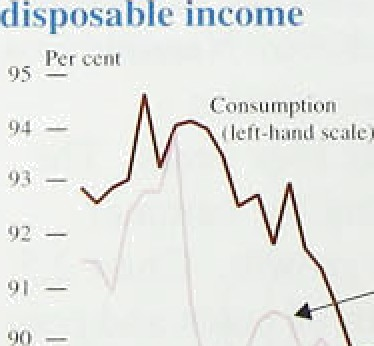 disposable income
Per cent
95
Consumption
(left-hand scale)
94
93
92
91
90